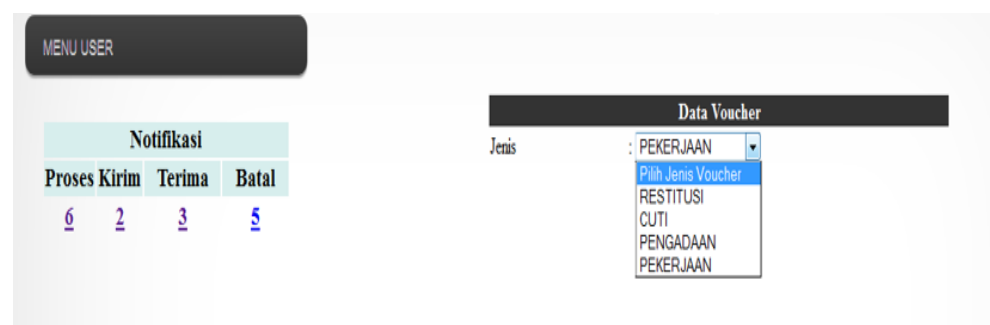 MENU USER
Notifikasi
Proses Kirim Terima Batal
6 2 3 5
Data Voucher
Jenis : PEKERJAAN
Pilih Jenis Voucher
RESTITUSI
CUTI
PENGADAAN
PEKERJAAN